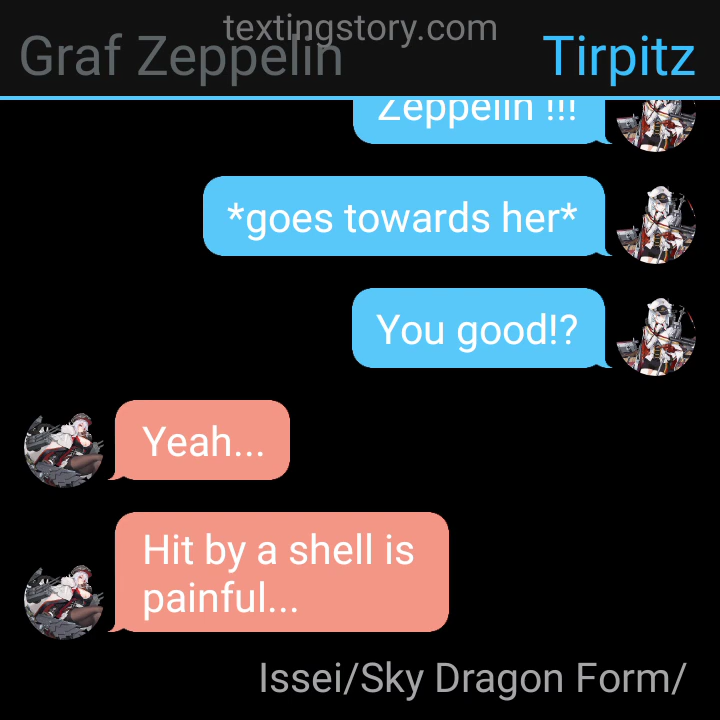 textingstory.com
Graf Zeppelin
Tirpitz
Zeppelin !!!
*goes towards her*
You good!?
Yeah...
Hit by a shell is
painful...
Issei/Sky Dragon Form/